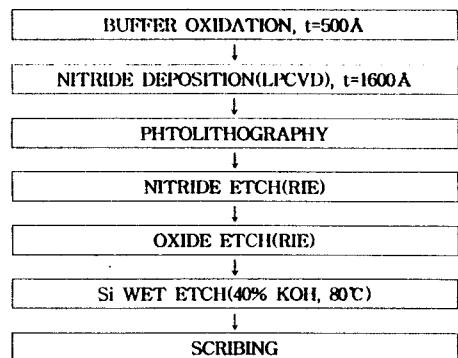 BUFFER OXIDATION, t=500Å
NITRIDE DEPOSITION(LPCVD), t=1600Å
PHTOLITHOGRAPHY
NITRIDE ETCH(RIE)
OXIDE ETCH(RIE)
Si WET ETCH(40% KOH, 80℃)
SCRIBING